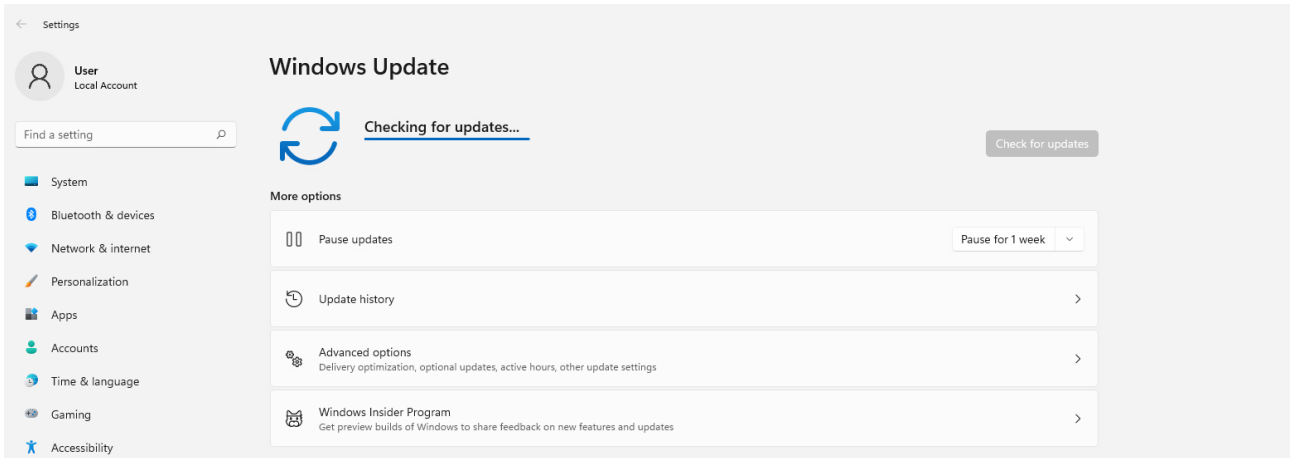 Settings
User
Local Account
Find a setting
System
Bluetooth & devices
Network & internet
Personalization
Apps
Accounts
Time & language
Gaming
Accessibility
Windows Update
Checking for updates...
Check for updates
More options
Pause updates
Pause for 1 week
Update history
Advanced options
Delivery optimization, optional updates, active hours, other update settings
Windows Insider Program
Get preview builds of Windows to share feedback on new features and updates